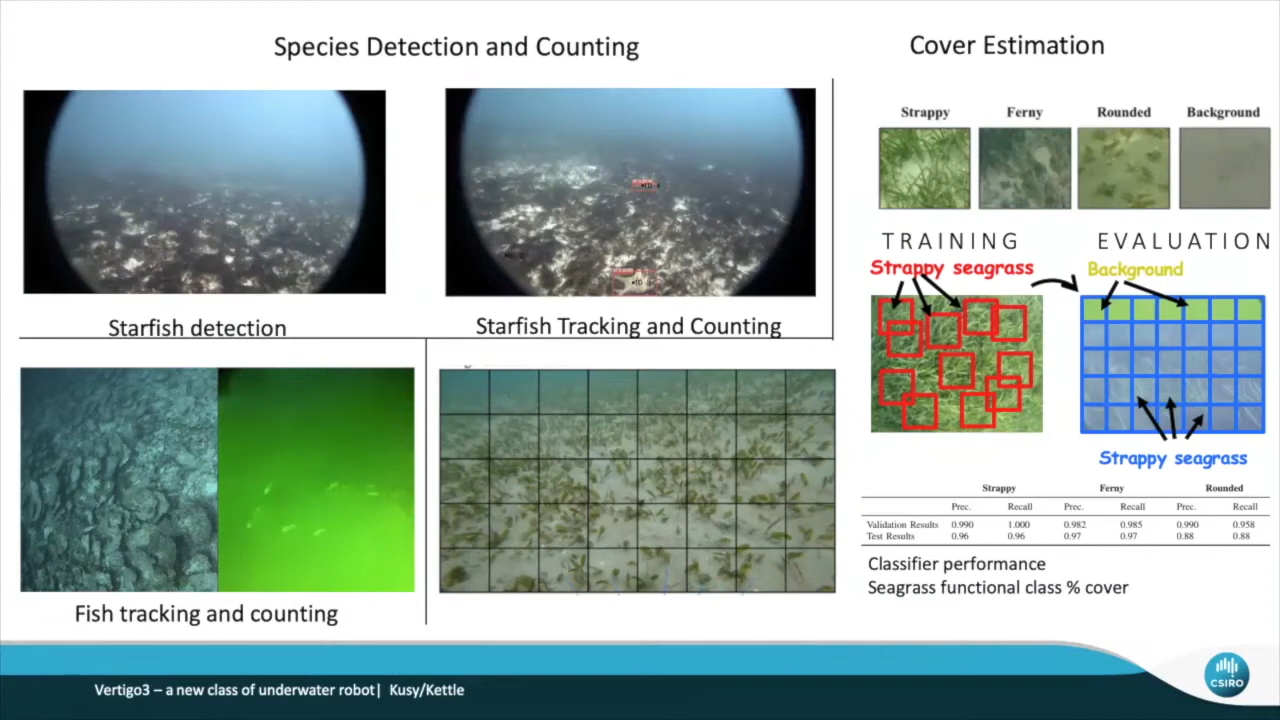 Species Detection and Counting
Cover Estimation
Strappy Ferny Rounded Background
TRAINING EVALUATION
Strappy seagrass Background
Starfish detection
Starfish Tracking and Counting
Strappy seagrass
Strappy Ferny Rounded
Prec. Recall Prec. Recall Prec. Recall
Validation Results 0.990 1.000 0.982 0.985 0.990 0.958
Test Results 0.96 0.96 0.97 0.97 0.88 0.88
Classifier performance
Seagrass functional class % cover
Fish tracking and counting
Vertigo3 – a new class of underwater robot| Kusy/Kettle
CSIRO